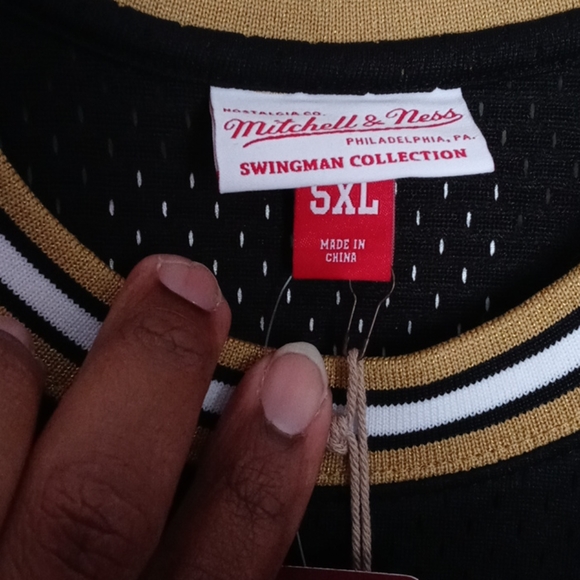 NOSTALGIA CO.
Mitchell & Ness
PHILADELPHIA, PA.
SWINGMAN COLLECTION
5XL
MADE IN
CHINA